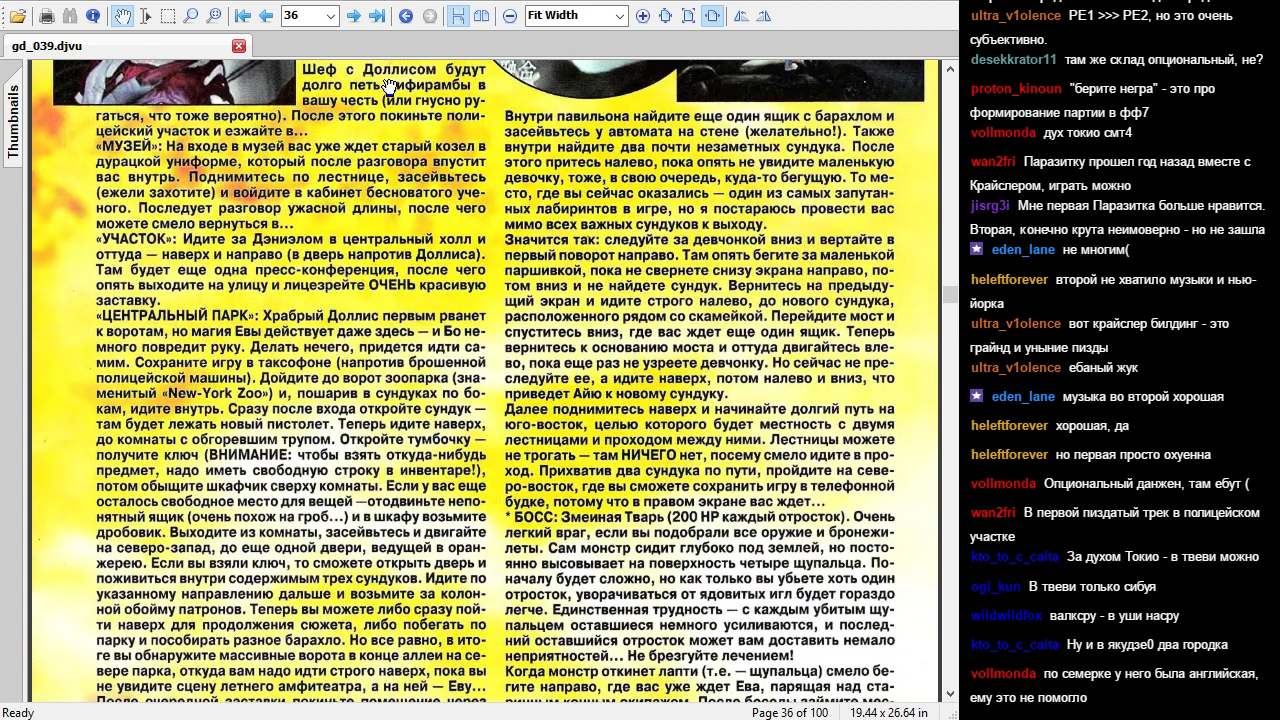 36
Fit Width
gd_039.djvu
Thumbnails
Шеф с Доллисом будут
долго петь дифирамбы в
вашу честь (или гнусно ру-
гаться, что тоже вероятно). После этого покиньте поли-
цейский участок и езжайте в...
«МУЗЕЙ»: На входе в музей вас уже ждет старый козел в
дурацкой униформе, который после разговора впустит
вас внутрь. Поднимитесь по лестнице, засейвьтесь
(ежели захотите) и войдите в кабинет бесноватого уче-
ного. Последует разговор ужасной длины, после чего
можете смело вернуться в...
«УЧАСТОК»: Идите за Дэниэлом в центральный холл и
оттуда — наверх и направо (в дверь напротив Доллиса).
Там будет еще одна пресс-конференция, после чего
опять выходите на улицу и лицезрейте ОЧЕНЬ красивую
заставку.
«ЦЕНТРАЛЬНЫЙ ПАРК»: Храбрый Доллис первым рванет
к воротам, но магия Евы действует даже здесь — и Бо не-
много повредит руку. Делать нечего, придется идти са-
мим. Сохраните игру в таксофоне (напротив брошенной
полицейской машины). Дойдите до ворот зоопарка (зна-
менитый «New-York Zoo») и, пошарив в сундуках по бо-
кам, идите внутрь. Сразу после входа откройте сундук —
там будет лежать новый пистолет. Теперь идите наверх,
до комнаты с обгоревшим трупом. Откройте тумбочку —
получите ключ (ВНИМАНИЕ: чтобы взять откуда-нибудь
предмет, надо иметь свободную строку в инвентаре!),
потом обыщите шкафчик сверху комнаты. Если у вас еще
осталось свободное место для вещей —отодвиньте непо-
нятный ящик (очень похож на гроб...) и в шкафу возьмите
дробовик. Выходите из комнаты, засейвьтесь и двигайте
на северо-запад, до еще одной двери, ведущей в оран-
жерею. Если вы взяли ключ, то сможете открыть дверь и
поживиться внутри содержимым трех сундуков. Идите по
указанному направлению дальше и возьмите за колон-
ной обойму патронов. Теперь вы можете либо сразу пой-
ти наверх для продолжения сюжета, либо побегать по
парку и пособирать разное барахло. Но все равно, в ито-
ге вы обнаружите массивные ворота в конце аллеи на се-
вере парка, откуда вам надо идти строго наверх, пока вы
не увидите сцену летнего амфитеатра, а на ней — Еву...
После очередной заставки покиньте помещение через
Внутри павильона найдите еще один ящик с барахлом и
засейвьтесь у автомата на стене (желательно!). Также
внутри найдите два почти незаметных сундука. После
этого притесь налево, пока опять не увидите маленькую
девочку, тоже, в свою очередь, куда-то бегущую. То ме-
сто, где вы сейчас оказались — один из самых запутан-
ных лабиринтов в игре, но я постараюсь провести вас
мимо всех важных сундуков к выходу.
Значится так: следуйте за девчонкой вниз и вертайте в
первый поворот направо. Там опять бегите за маленькой
паршивкой, пока не свернете снизу экрана направо, по-
том вниз и не найдете сундук. Вернитесь на предыду-
щий экран и идите строго налево, до нового сундука,
расположенного рядом со скамейкой. Перейдите мост и
спуститесь вниз, где вас ждет еще один ящик. Теперь
вернитесь к основанию моста и оттуда двигайтесь вле-
во, пока еще раз не узреете девчонку. Но сейчас не пре-
следуйте ее, а идите наверх, потом налево и вниз, что
приведет Айю к новому сундуку.
Далее поднимитесь наверх и начинайте долгий путь на
юго-восток, целью которого будет местность с двумя
лестницами и проходом между ними. Лестницы можете
не трогать — там НИЧЕГО нет, посему смело идите в про-
ход. Прихватив два сундука по пути, пройдите на севе-
ро-восток, где вы сможете сохранить игру в телефонной
будке, потому что в правом экране вас ждет...
* БОСС: Змеиная Тварь (200 HP каждый отросток). Очень
легкий враг, если вы подобрали все оружие и бронежи-
леты. Сам монстр сидит глубоко под землей, но посто-
янно высовывает на поверхность четыре щупальца. По-
началу будет сложно, но как только вы убьете хоть один
отросток, уворачиваться от ядовитых игл будет гораздо
легче. Единственная трудность — с каждым убитым щу-
пальцем оставшиеся немного усиливаются, и послед-
ний оставшийся отросток может вам доставить немало
неприятностей... Не брезгуйте лечением!
Когда монстр откинет лапти (т.е. — щупальца) смело бе-
гите направо, где вас уже ждет Ева, парящая над ста-
Ready
Page 36 of 100
19.44 x 26.64 in
ultra_v1olence PE1 >>> PE2, но это очень
субъективно.
desekkrator11 там же склад опциональный, не?
proton_kinoun "берите негра" - это про
формирование партии в фф7
vollmonda дух токио смт4
wan2fri Паразитку прошел год назад вместе с
Крайслером, играть можно
jisrg3i Мне первая Паразитка больше нравится.
Вторая, конечно крута неимоверно - но не зашла
eden_lane не многим(
heleftforever второй не хватило музыки и нью-
йорка
ultra_v1olence вот крайслер билдинг - это
грайнд и уныние пизды
ultra_v1olence ебаный жук
eden_lane музыка во второй хорошая
heleftforever хорошая, да
heleftforever но первая просто охуенна
vollmonda Опциональный данжен, там ебут (
wan2fri В первой пиздатый трек в полицейском
участке
kto_to_c_caita За духом Токио - в твеви можно
ogi_kun В твеви только сибуя
wildwildfox валксру - в уши насру
kto_to_c_caita Ну и в якудзе0 два городка
vollmonda по семерке у него была английская,
ему это не помогло